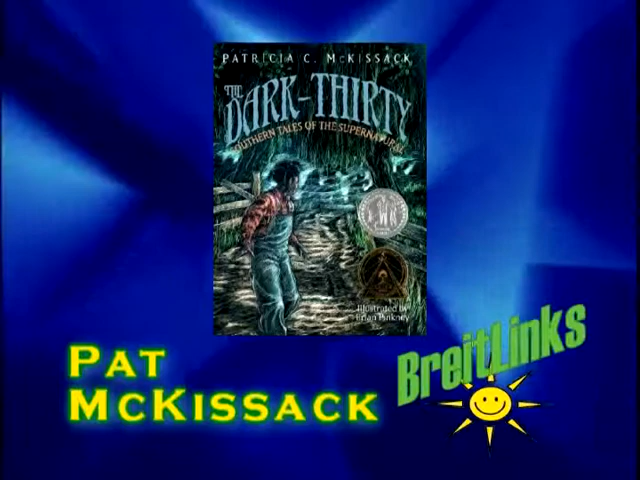 PATRICIA C. McKISSACK
THE
DARK-THIRTY
SOUTHERN TALES OF THE SUPERNATURAL
Illustrated by
Brian Pinkney
PAT
MCKISSACK
BreitLinks